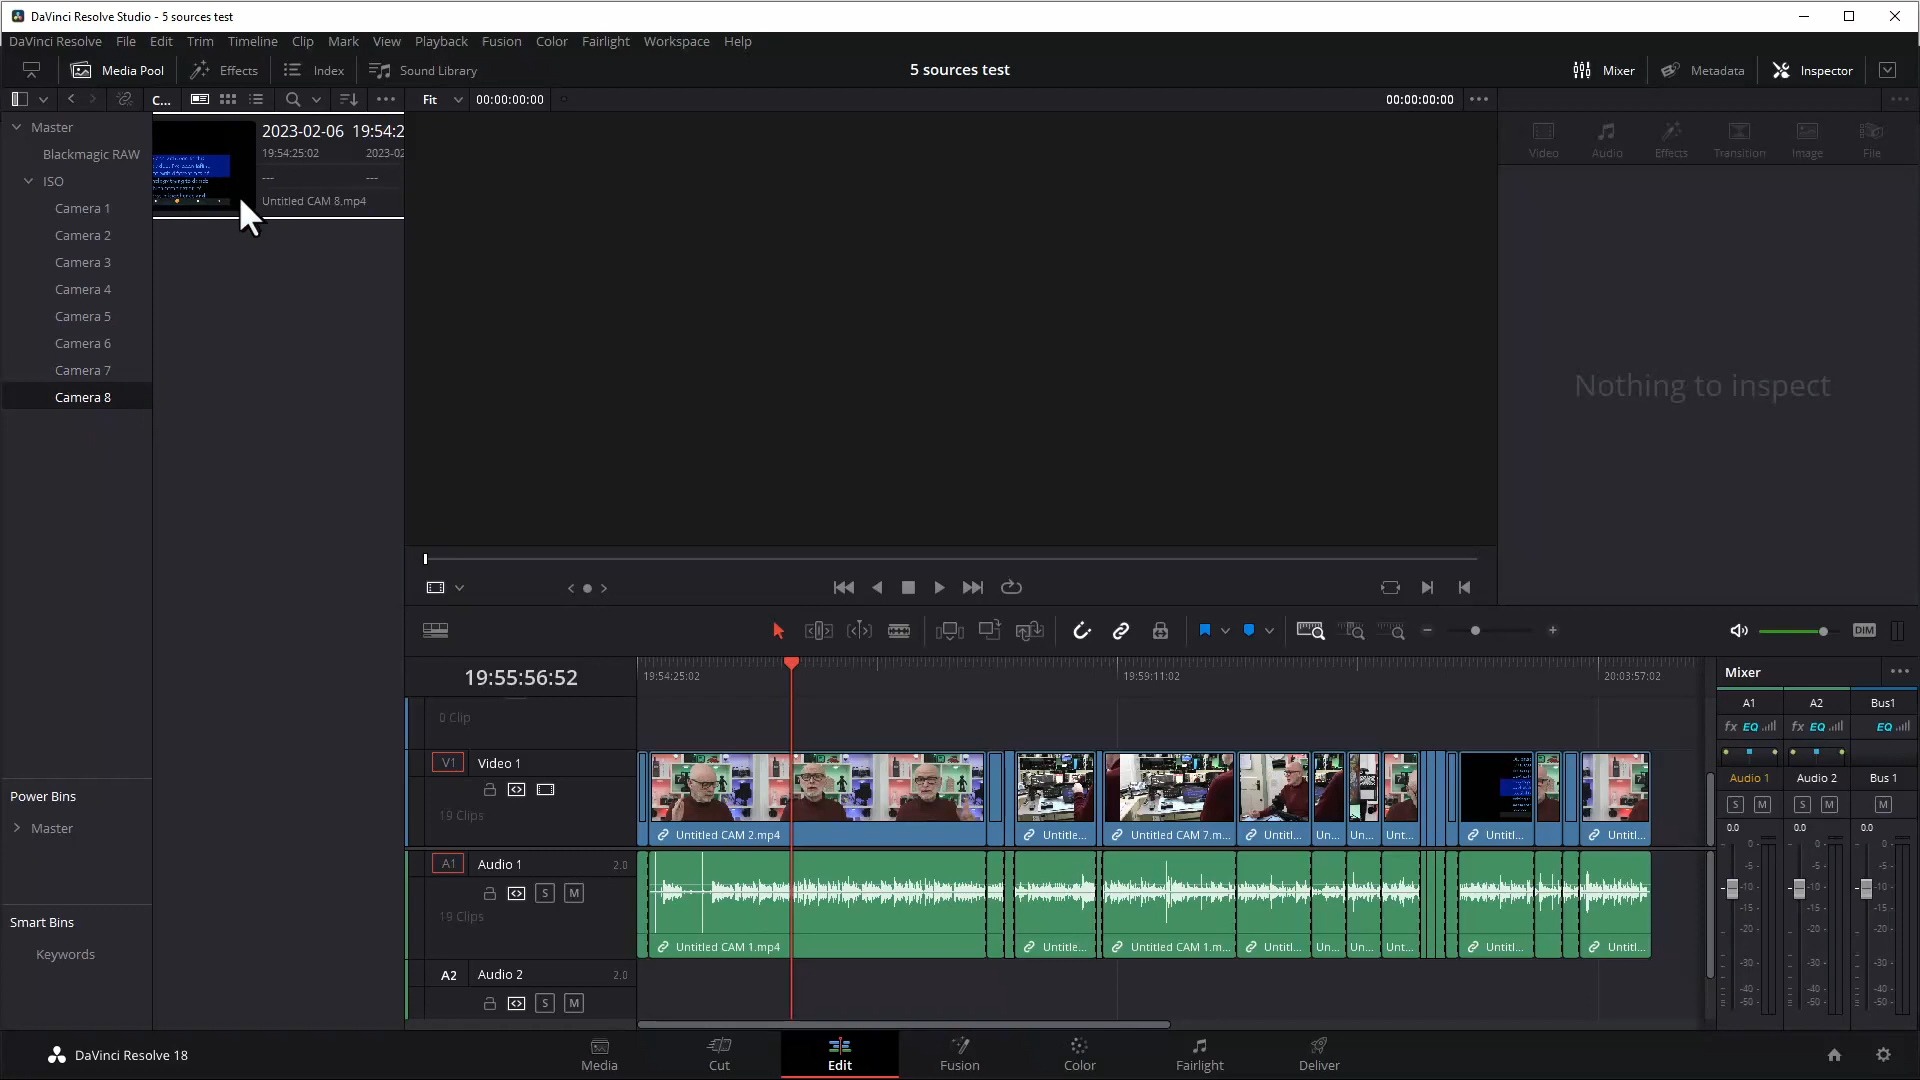 DaVinci Resolve Studio - 5 sources test
DaVinci Resolve File Edit Trim Timeline Clip Mark View Playback Fusion Color Fairlight Workspace Help
Media Pool Effects Index Sound Library 5 sources test Mixer Metadata Inspector
C... Fit 00:00:00:00 00:00:00:00
Master
Blackmagic RAW
ISO
Camera 1
Camera 2
Camera 3
Camera 4
Camera 5
Camera 6
Camera 7
Camera 8
2023-02-06 19:54:2
19:54:25:02 2023-02
--- ---
Untitled CAM 8.mp4
Video Audio Effects Transition Image File
Nothing to inspect
DIM
19:55:56:52
19:54:25:02 19:59:11:02 20:03:57:02
0 Clip
V1 Video 1
19 Clips
Untitled CAM 2.mp4 Untitle... Untitled CAM 7.m... Untitl... Un... Un... Unt... Untitl... Untitl...
A1 Audio 1 2.0
S M
19 Clips
Untitled CAM 1.mp4 Untitle... Untitled CAM 1.m... Untitl... Un... Un... Unt... Untitl... Untitl...
A2 Audio 2 2.0
S M
Mixer
A1 A2 Bus1
fx EQ fx EQ EQ
Audio 1 Audio 2 Bus 1
S M S M M
0.0 0.0 0.0
0 0 0
-5 -5 -5
-10 -10 -10
-15 -15 -15
-20 -20 -20
-30 -30 -30
-40 -40 -40
-50 -50 -50
Power Bins
Master
Smart Bins
Keywords
DaVinci Resolve 18
Media Cut Edit Fusion Color Fairlight Deliver